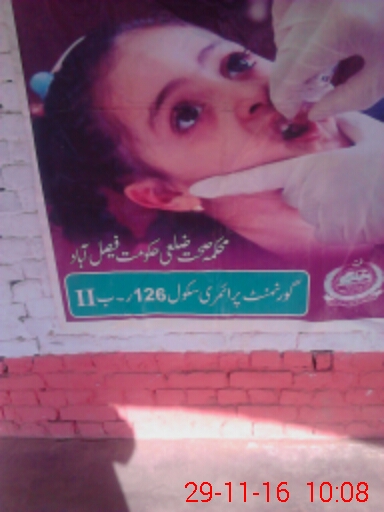 محکمہ صحت ضلعی حکومت فیصل آباد
گورنمنٹ پرائمری سکول 126 ر۔ب II
29-11-16 10:08